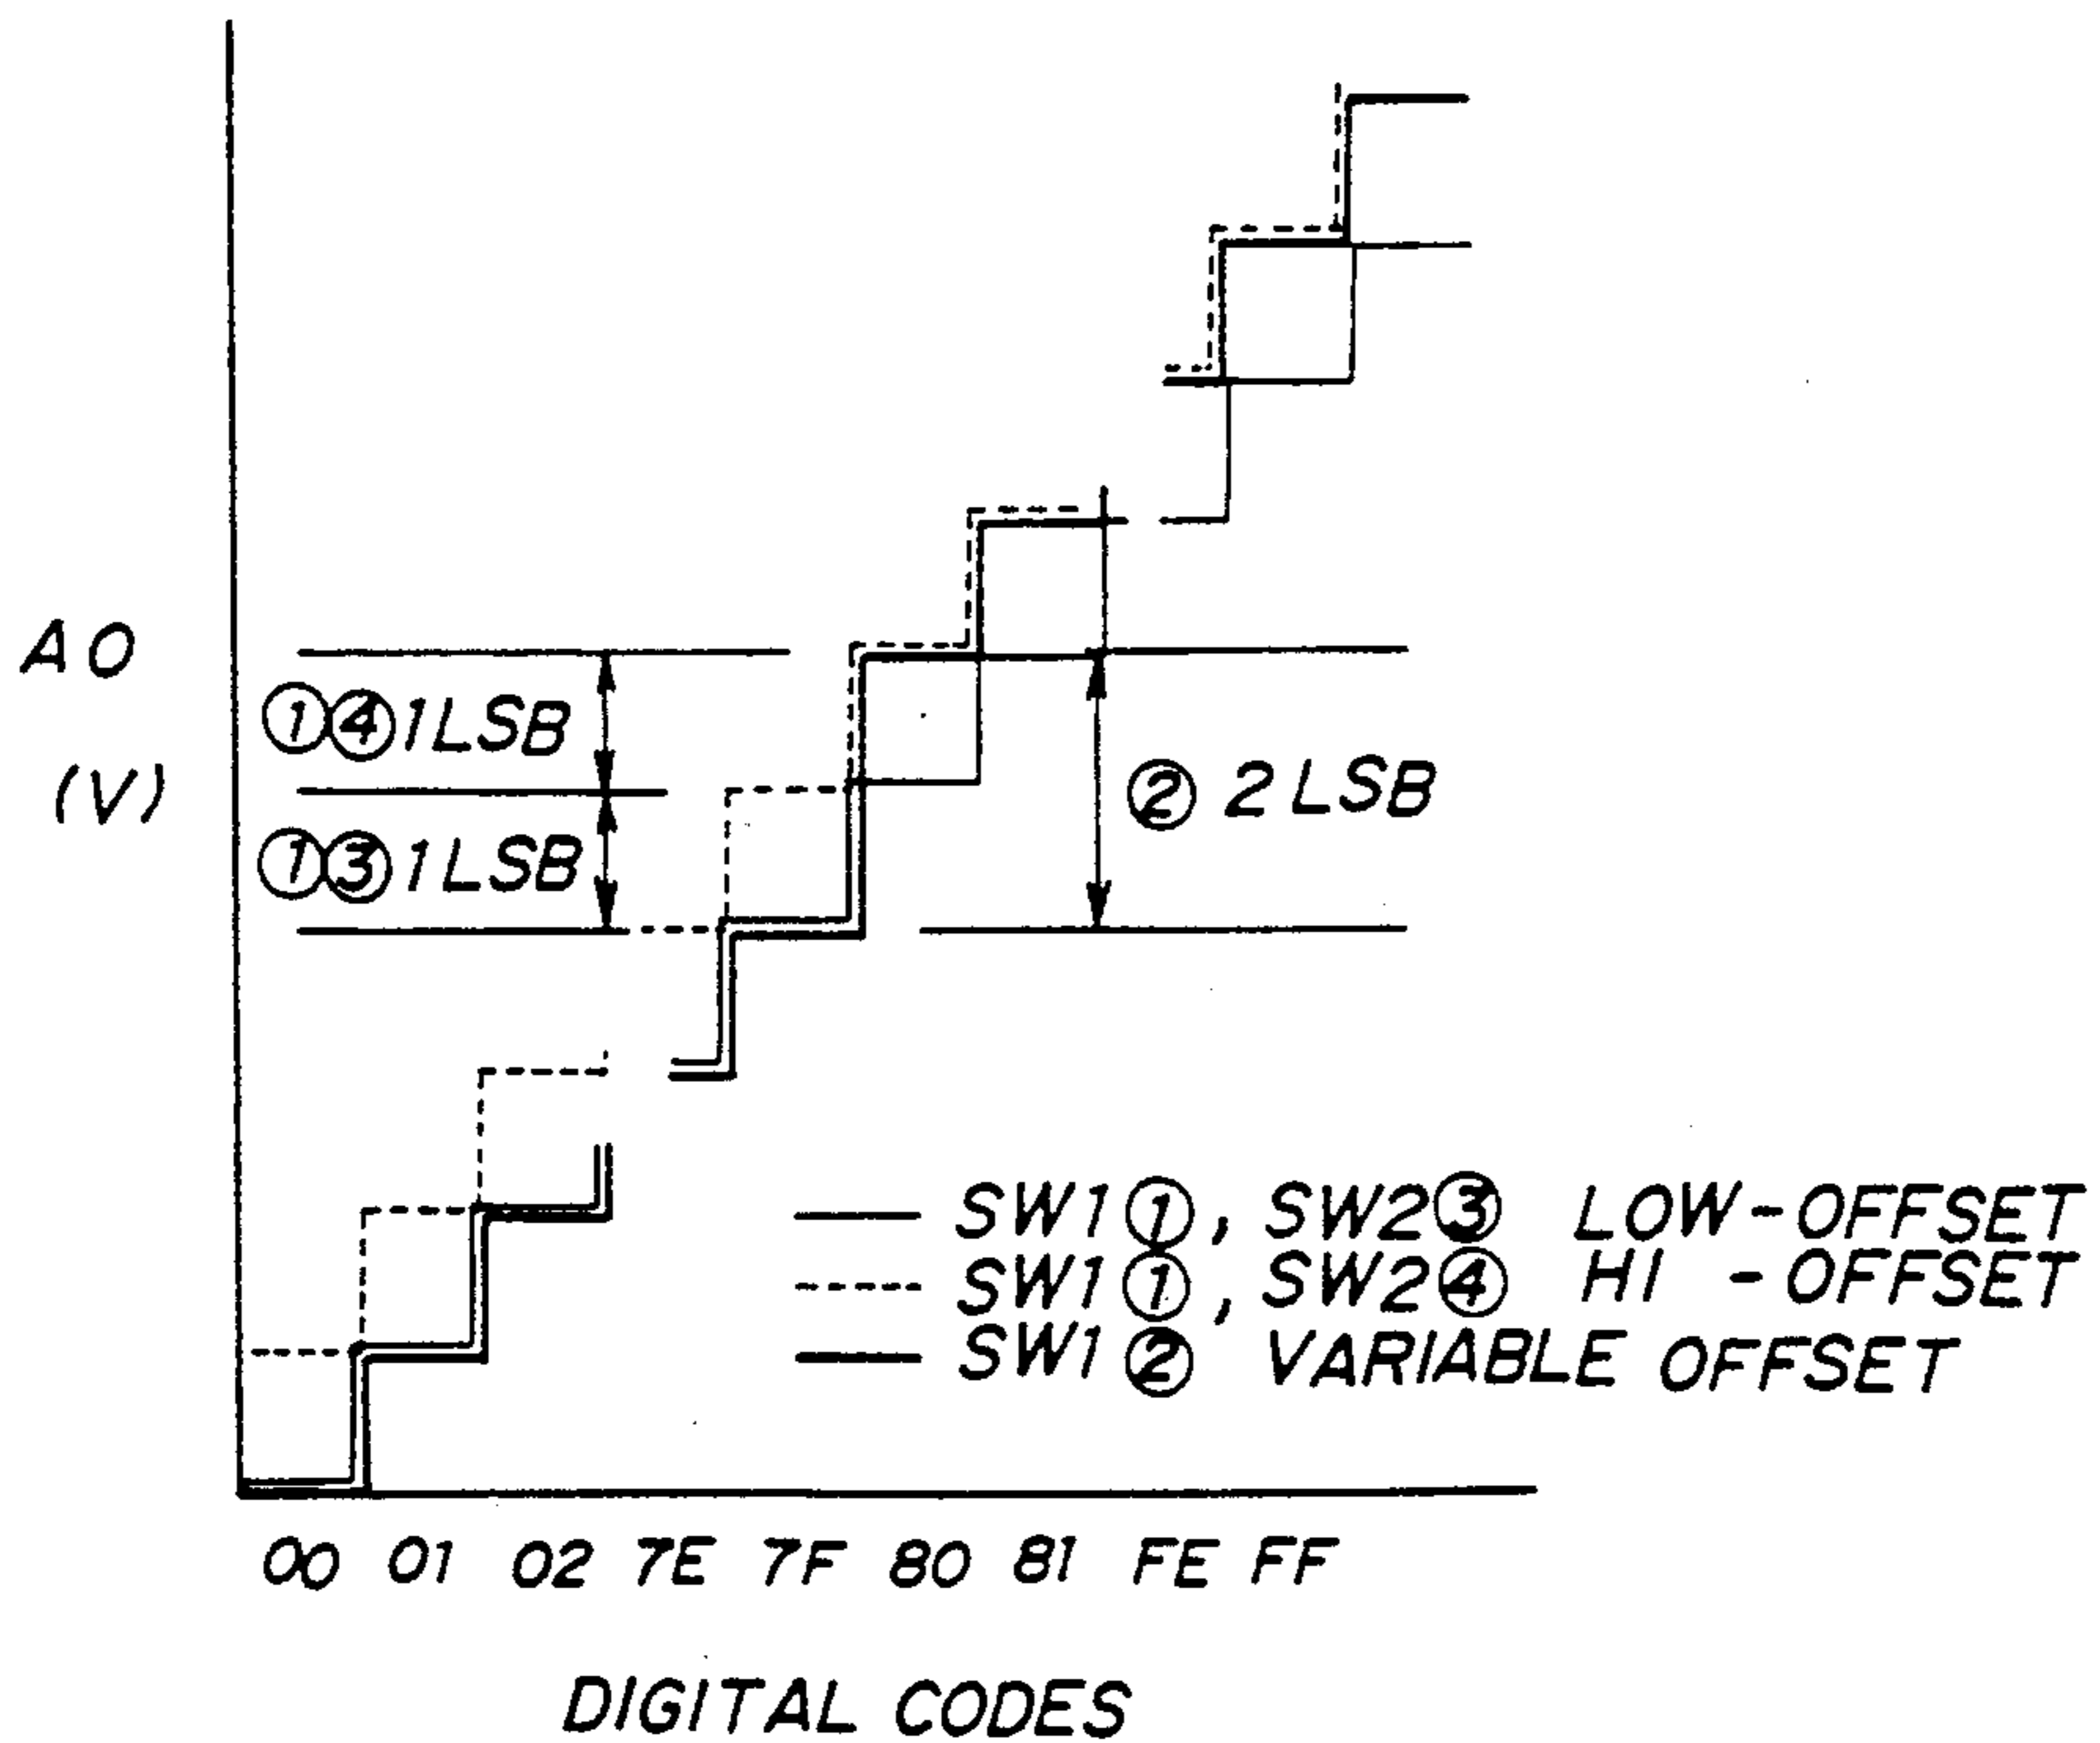 AO
(V)
①④1LSB
①③1LSB
② 2LSB
SW1①, SW2③ LOW-OFFSET
SW1①, SW2④ HI -OFFSET
SW1② VARIABLE OFFSET
00 01 02 7E 7F 80 81 FE FF
DIGITAL CODES